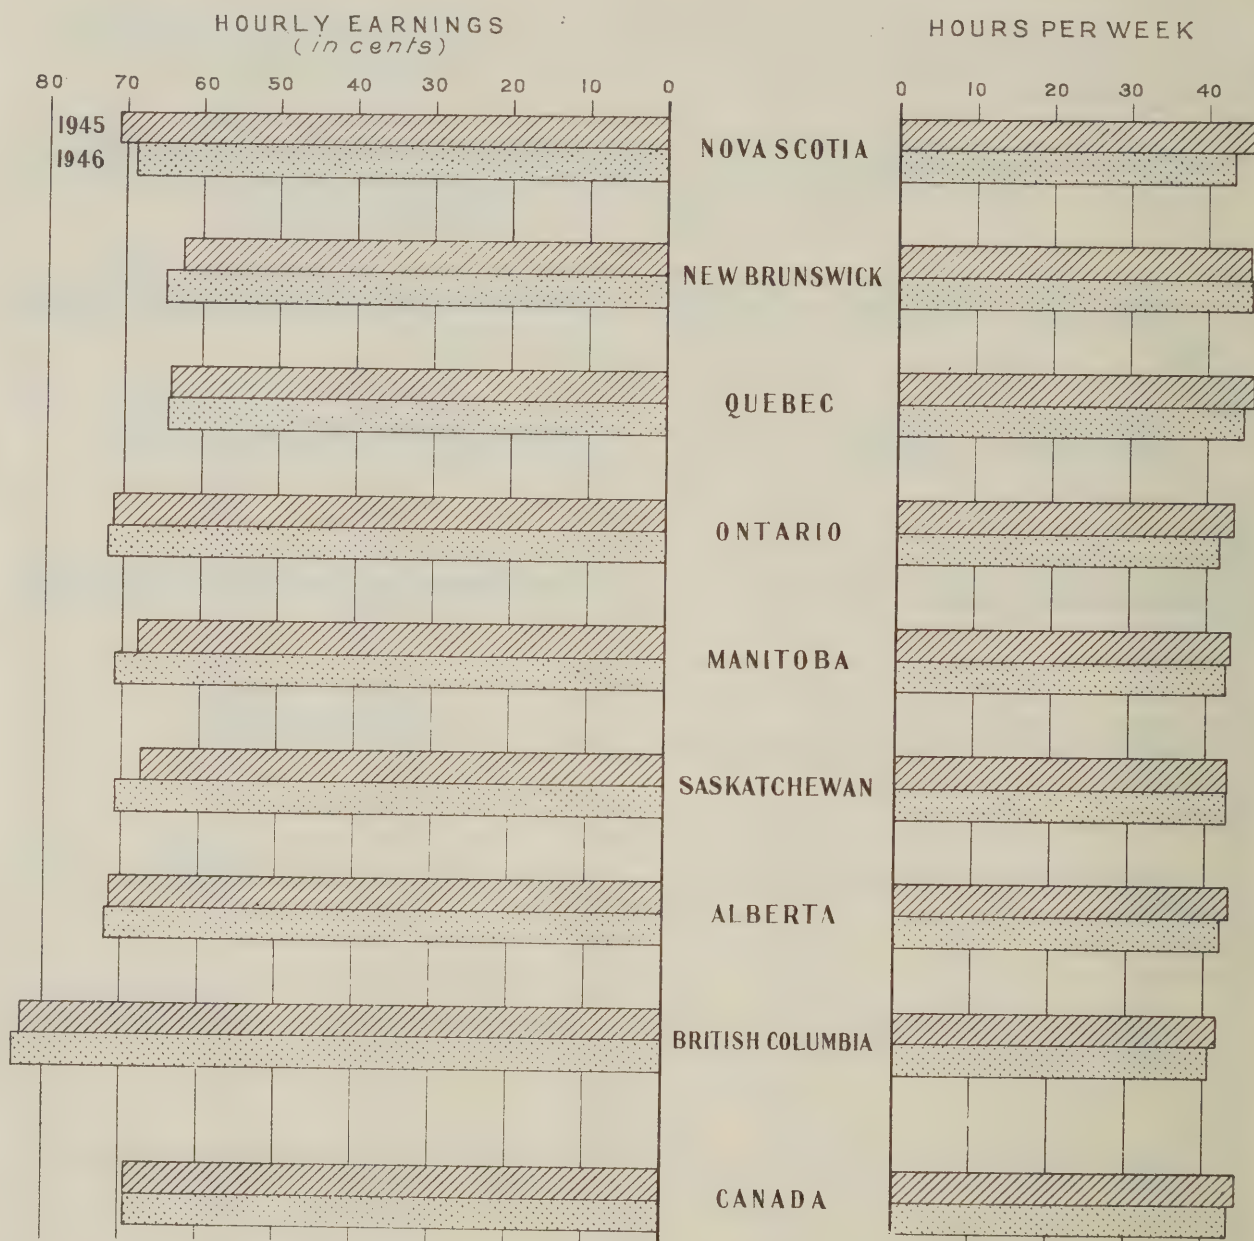 HOURLY EARNINGS
(in cents)
HOURS PER WEEK
80 70 60 50 40 30 20 10 0
0 10 20 30 40
1945
1946
NOVA SCOTIA
NEW BRUNSWICK
QUEBEC
ONTARIO
MANITOBA
SASKATCHEWAN
ALBERTA
BRITISH COLUMBIA
CANADA